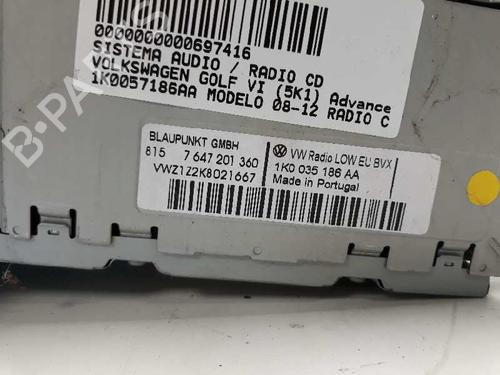 0000000000697416
SISTEMA AUDIO / RADIO CD
VOLKSWAGEN GOLF VI (5K1) Advance
1K0057186AA MODELO 08-12 RADIO C
BLAUPUNKT GMBH
815 7 647 201 360
VWZ1Z2K8021667
VW Radio LOW EU BVX
1K0 035 186 AA
Made in Portugal